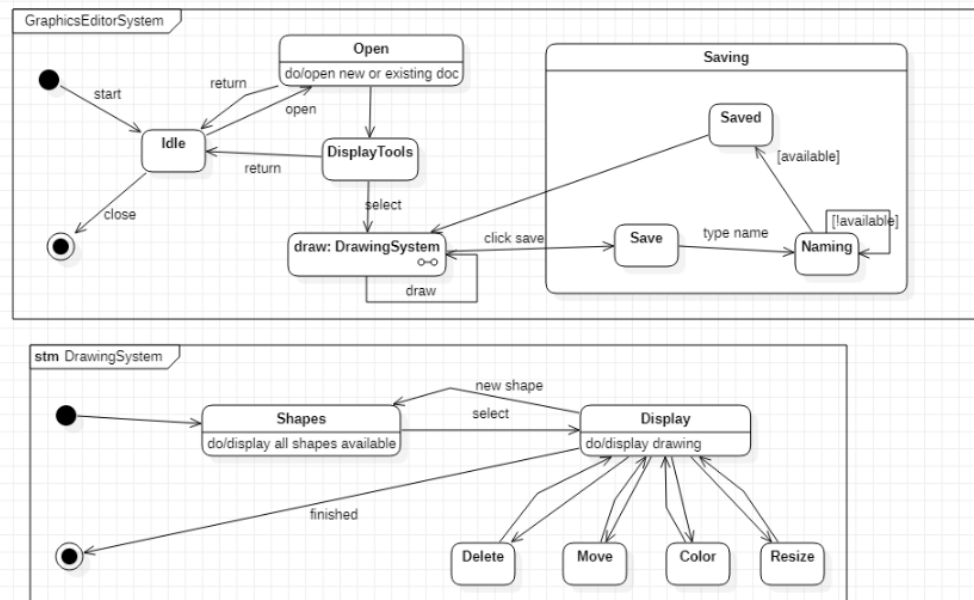 GraphicsEditorSystem
Open
do/open new or existing doc
Saving
start
return
open
Saved
Idle
DisplayTools
[available]
return
close
select
[!available]
draw: DrawingSystem
click save
Save
type name
Naming
draw
stm DrawingSystem
new shape
Shapes
select
Display
do/display all shapes available
do/display drawing
finished
Delete
Move
Color
Resize